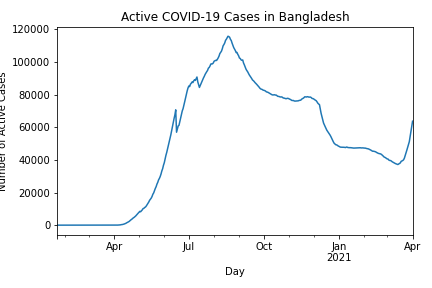 Active COVID-19 Cases in Bangladesh
120000
100000
80000
60000
40000
20000
0
Number of Active Cases
Apr
Jul
Oct
Jan
2021
Apr
Day